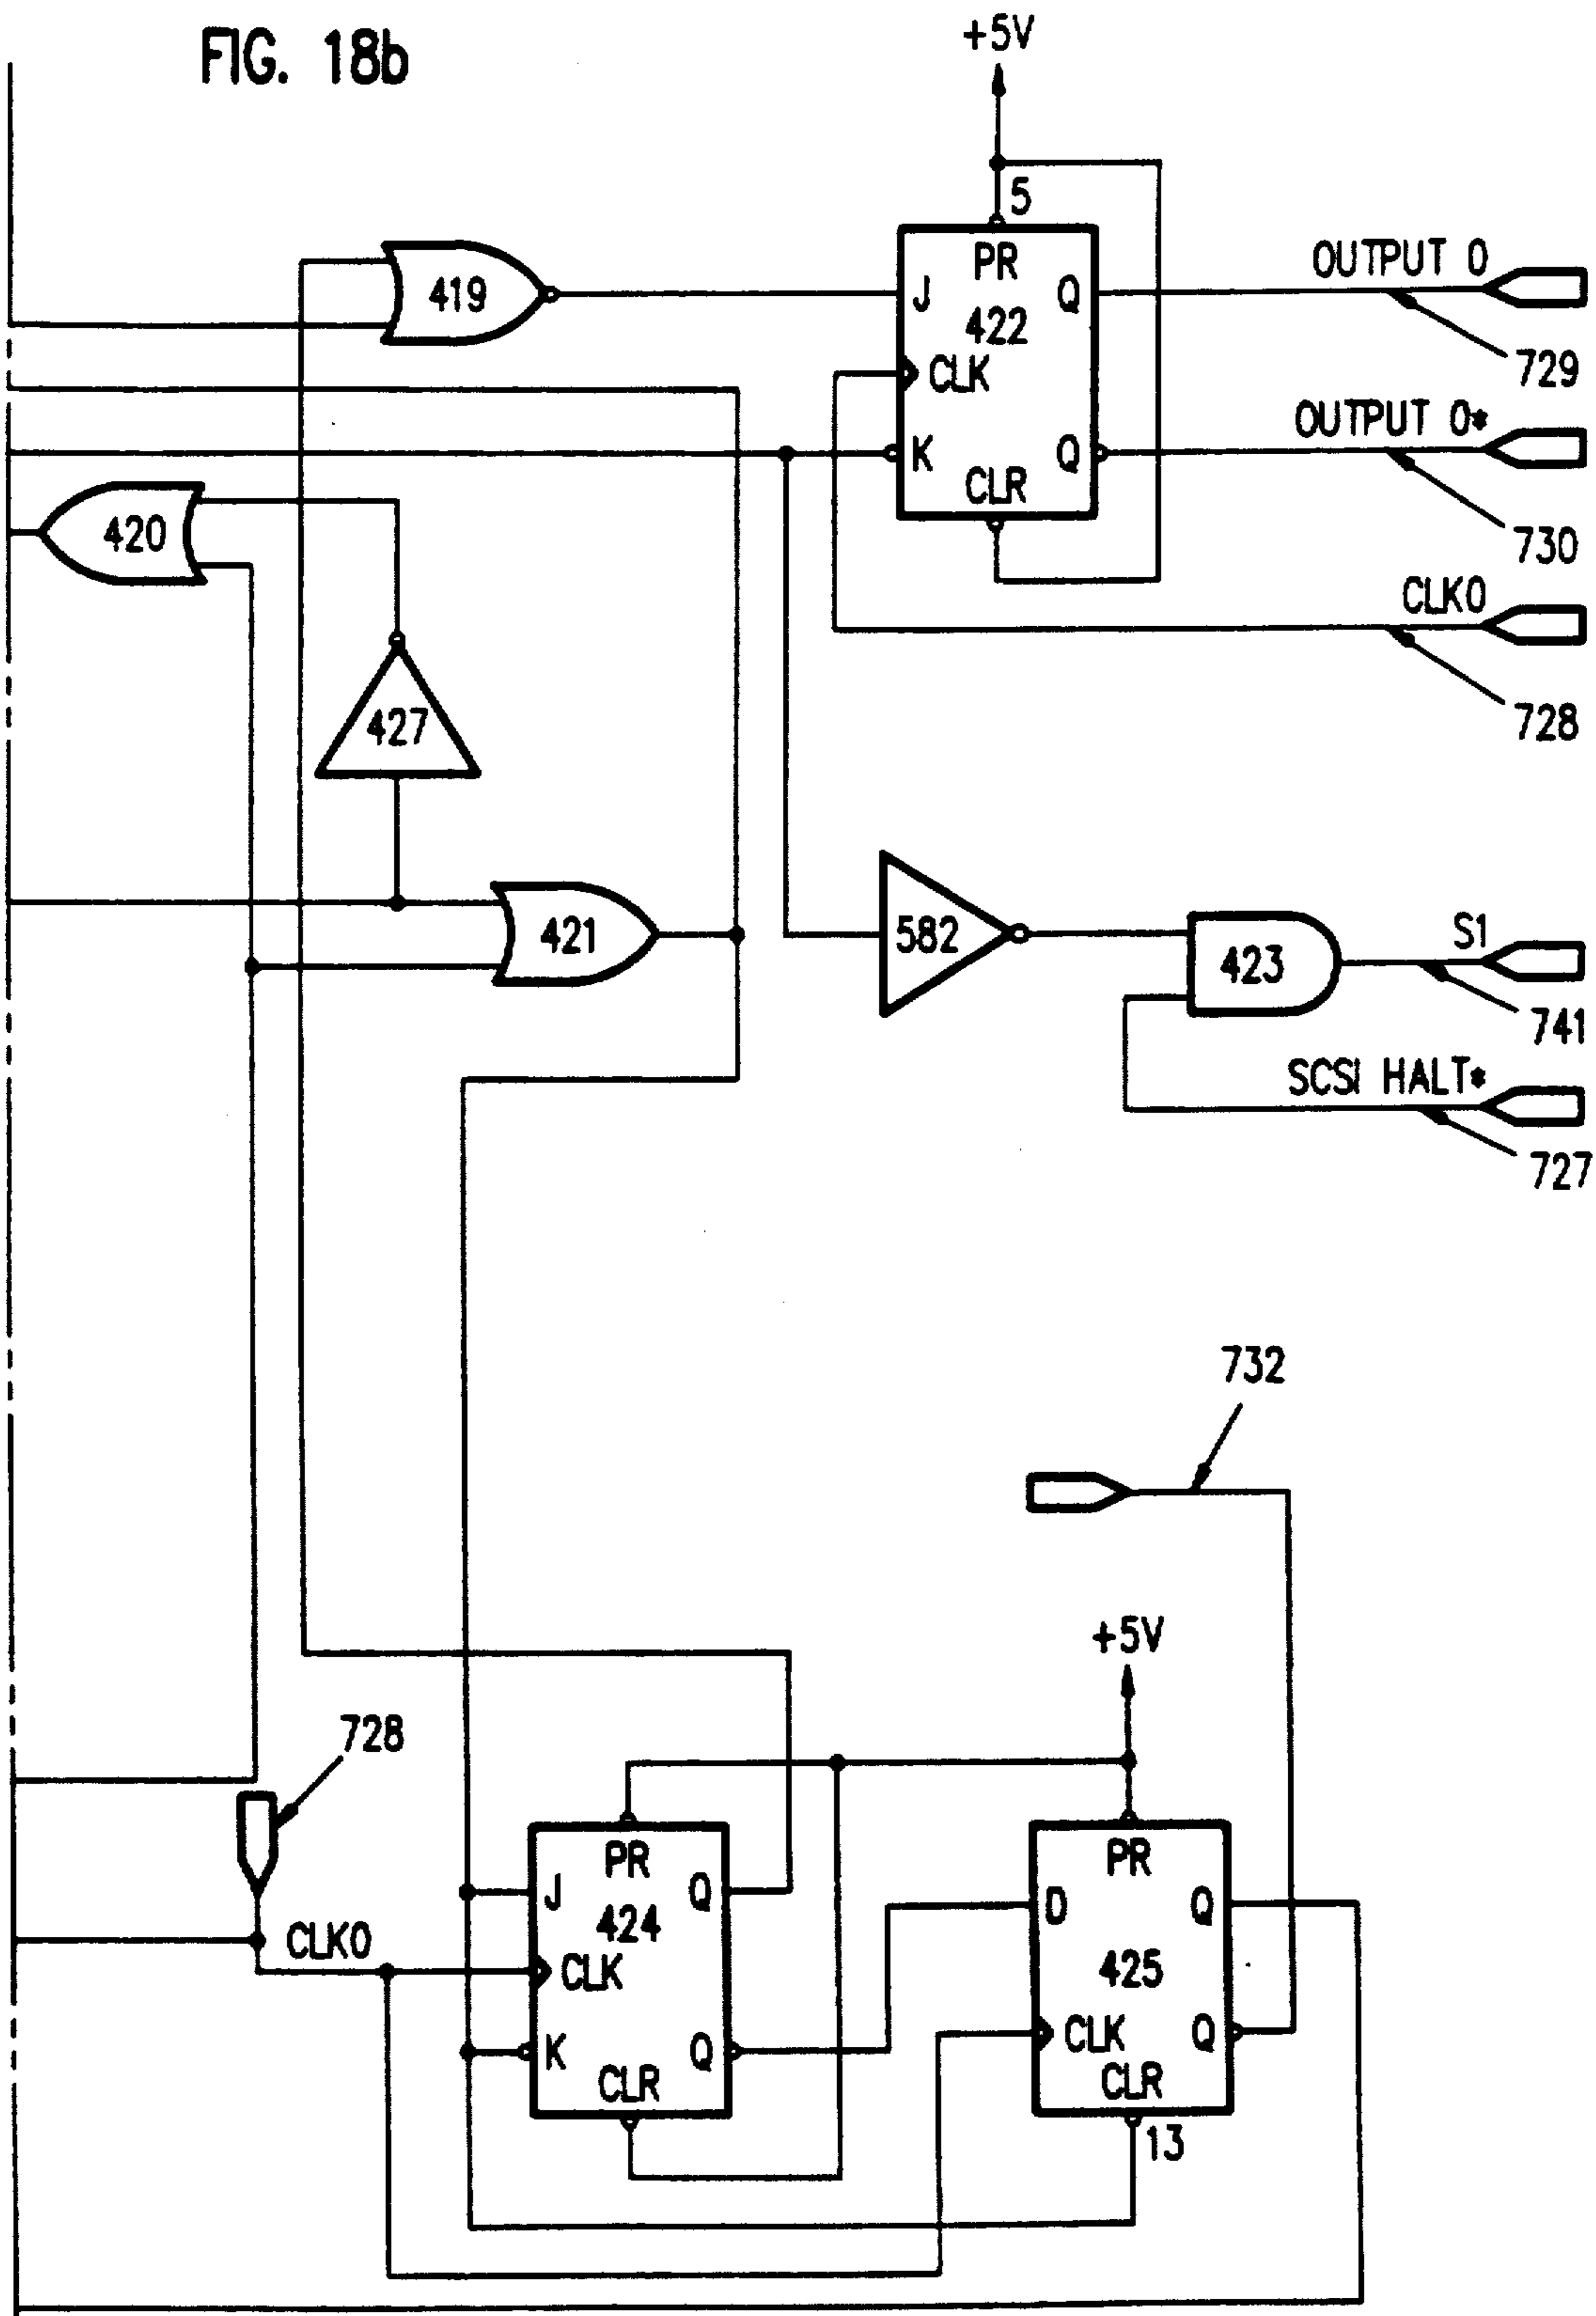 FIG. 18b
+5V
5
419
PR
J
Q
422
CLK
K
Q
CLR
OUTPUT 0
729
OUTPUT 0*
730
CLK0
728
420
427
421
582
423
S1
741
SCSI HALT*
727
732
+5V
728
CLK0
PR
J
Q
424
CLK
K
Q
CLR
PR
D
Q
425
CLK
Q
CLR
13